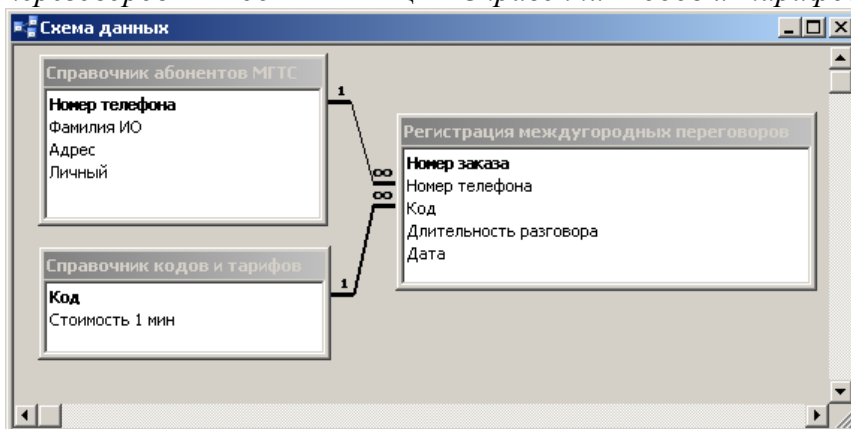 Схема данных
Справочник абонентов МГТС
Номер телефона
Фамилия ИО
Адрес
Личный
1
Регистрация междугородных переговоров
Номер заказа
Номер телефона
Код
Длительность разговора
Дата
∞
∞
Справочник кодов и тарифов
Код
Стоимость 1 мин
1